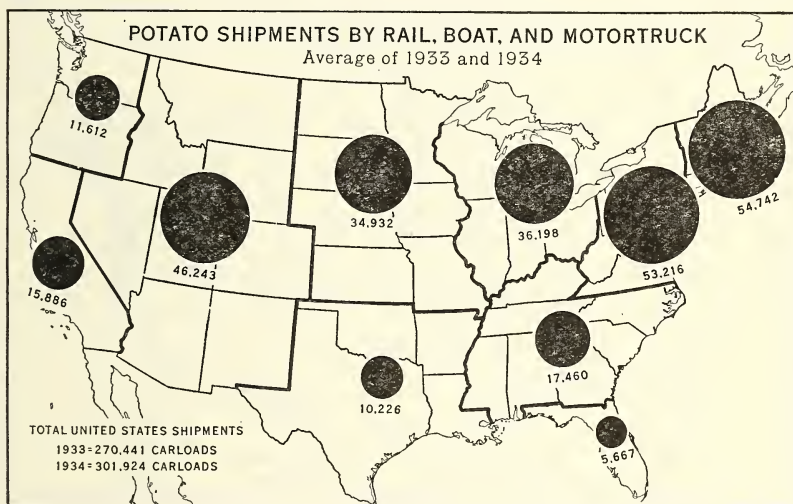 POTATO SHIPMENTS BY RAIL, BOAT, AND MOTORTRUCK
Average of 1933 and 1934
11,612
54,742
34,932
36,198
46,243
53,216
15,886
17,460
10,226
5,667
TOTAL UNITED STATES SHIPMENTS
1933=270,441 CARLOADS
1934=301,924 CARLOADS